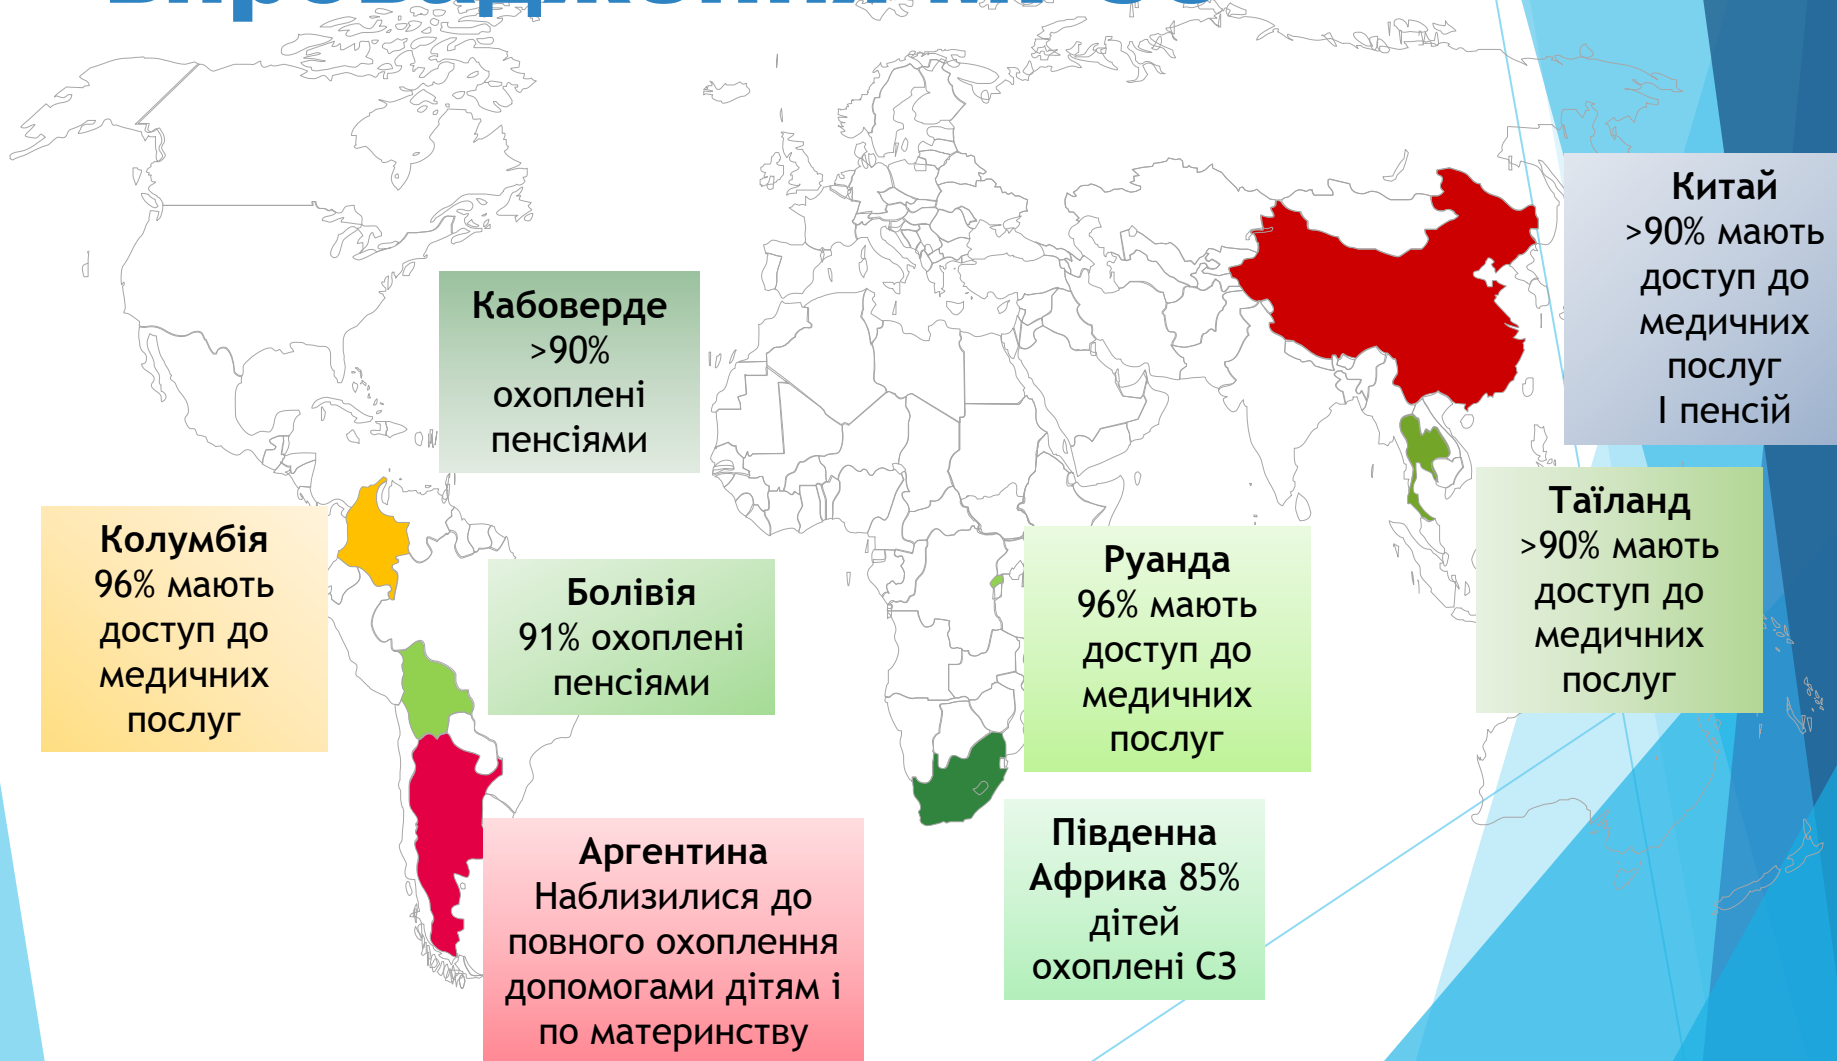 впровадження
Китай
>90% мають
доступ до
медичних
послуг
І пенсій
Кабоверде
>90%
охоплені
пенсіями
Таїланд
>90% мають
доступ до
медичних
послуг
Колумбія
96% мають
доступ до
медичних
послуг
Болівія
91% охоплені
пенсіями
Руанда
96% мають
доступ до
медичних
послуг
Південна
Африка 85%
дітей
охоплені СЗ
Аргентина
Наблизилися до
повного охоплення
допомогами дітям і
по материнству